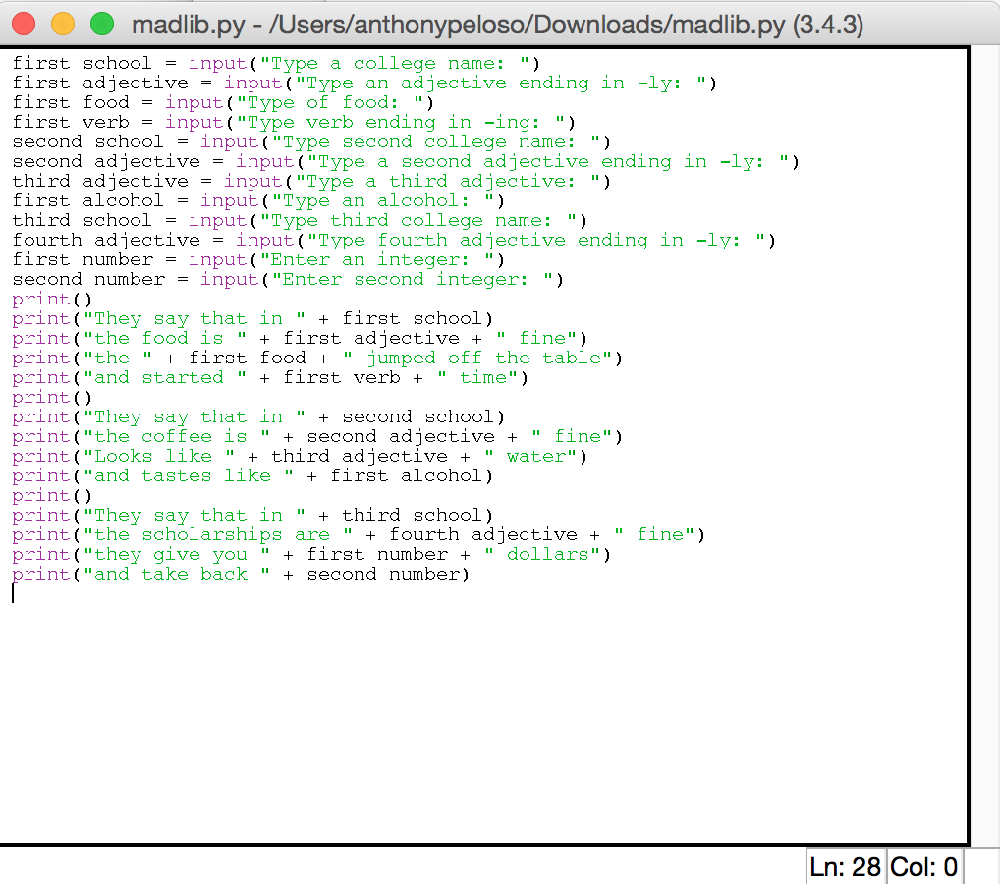 madlib.py - /Users/anthonypeloso/Downloads/madlib.py (3.4.3)
first school = input("Type a college name: ")
first adjective = input("Type an adjective ending in -ly: ")
first food = input("Type of food: ")
first verb = input("Type verb ending in -ing: ")
second school = input("Type second college name: ")
second adjective = input("Type a second adjective ending in -ly: ")
third adjective = input("Type a third adjective: ")
first alcohol = input("Type an alcohol: ")
third school = input("Type third college name: ")
fourth adjective = input("Type fourth adjective ending in -ly: ")
first number = input("Enter an integer: ")
second number = input("Enter second integer: ")
print()
print("They say that in " + first school)
print("the food is " + first adjective + " fine")
print("the " + first food + " jumped off the table")
print("and started " + first verb + " time")
print()
print("They say that in " + second school)
print("the coffee is " + second adjective + " fine")
print("Looks like " + third adjective + " water")
print("and tastes like " + first alcohol)
print()
print("They say that in " + third school)
print("the scholarships are " + fourth adjective + " fine")
print("they give you " + first number + " dollars")
print("and take back " + second number)
Ln: 28 Col: 0